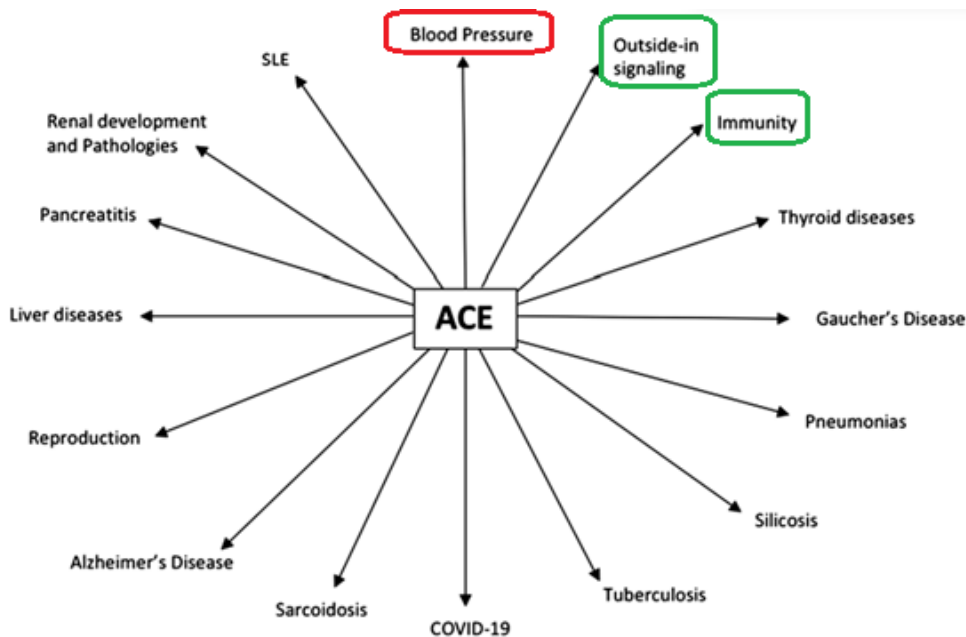 Blood Pressure
Outside-in
signaling
SLE
Immunity
Renal development
and Pathologies
Pancreatitis
Thyroid diseases
Liver diseases
ACE
Gaucher’s Disease
Pneumonias
Reproduction
Silicosis
Alzheimer’s Disease
Tuberculosis
Sarcoidosis
COVID-19